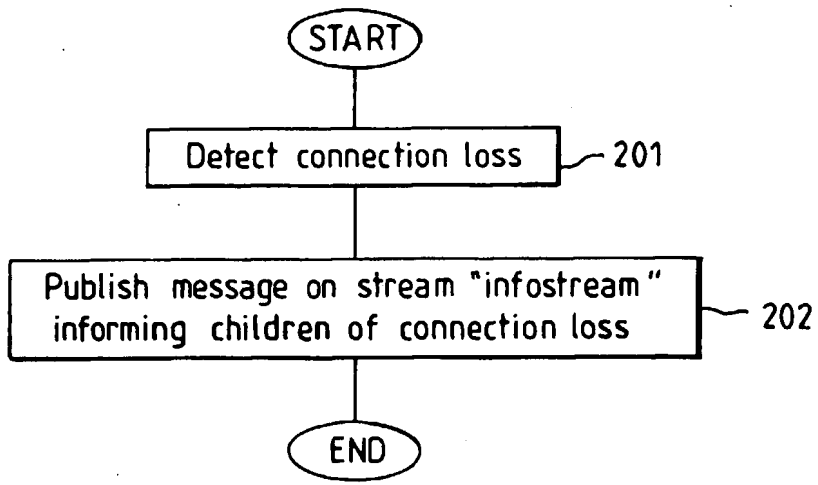 START
Detect connection loss
201
Publish message on stream "infostream"
informing children of connection loss
202
END